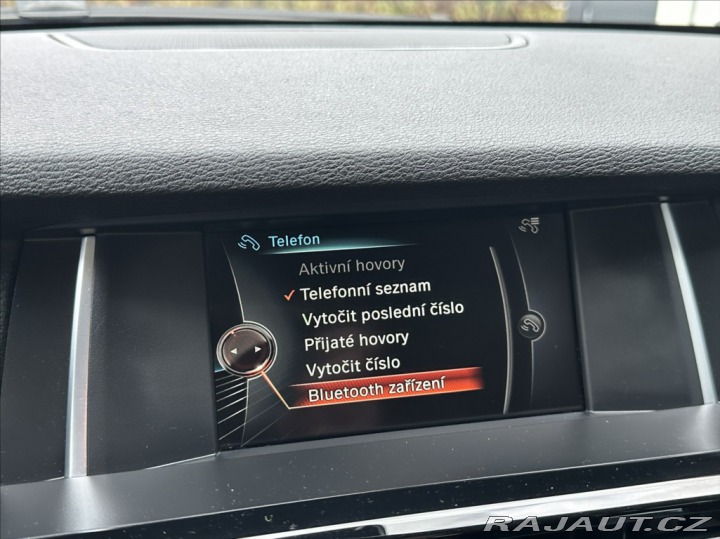 Telefon
Aktivní hovory
Telefonní seznam
Vytočit poslední číslo
Přijaté hovory
Vytočit číslo
Bluetooth zařízení
RAJAUT.CZ